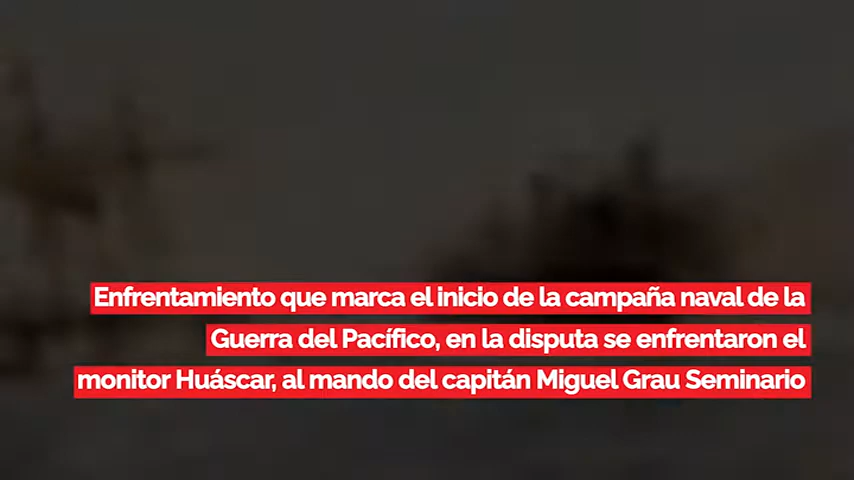 Enfrentamiento que marca el inicio de la campaña naval de la
Guerra del Pacífico, en la disputa se enfrentaron el
monitor Huáscar, al mando del capitán Miguel Grau Seminario